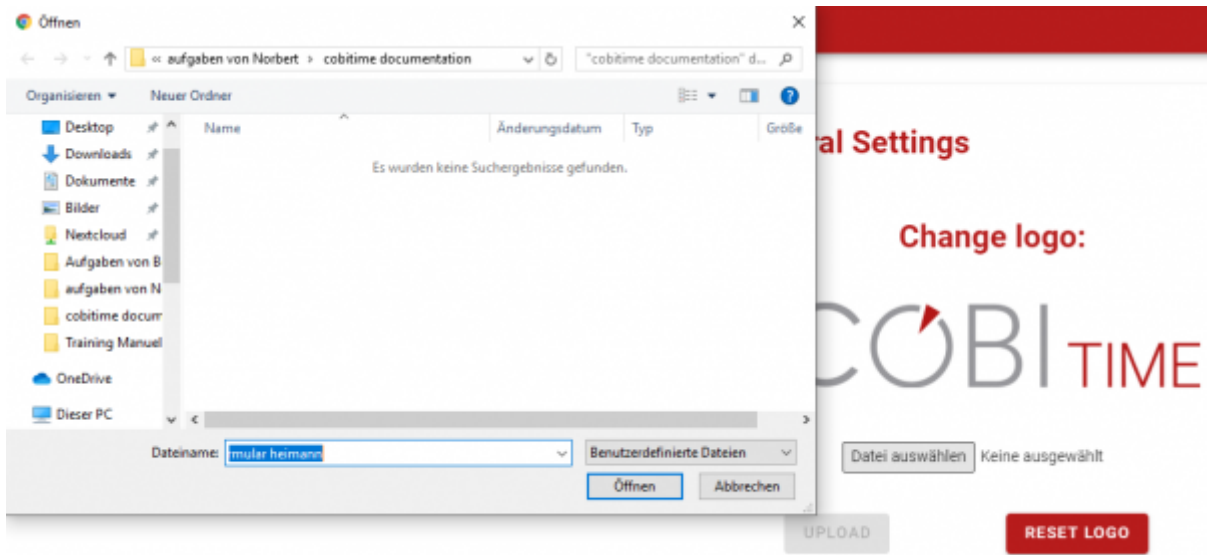 Öffnen
« aufgaben von Norbert › cobitime documentation
"cobitime documentation" d...
Organisieren
Neuer Ordner
Name
Änderungsdatum
Typ
Größe
Es wurden keine Suchergebnisse gefunden.
Desktop
Downloads
Dokumente
Bilder
Nextcloud
Aufgaben von B
aufgaben von N
cobitime docum
Training Manuel
OneDrive
Dieser PC
Dateiname:
rmular heimann
Benutzerdefinierte Dateien
Öffnen
Abbrechen
al Settings
Change logo:
COBI TIME
Datei auswählen
Keine ausgewählt
UPLOAD
RESET LOGO